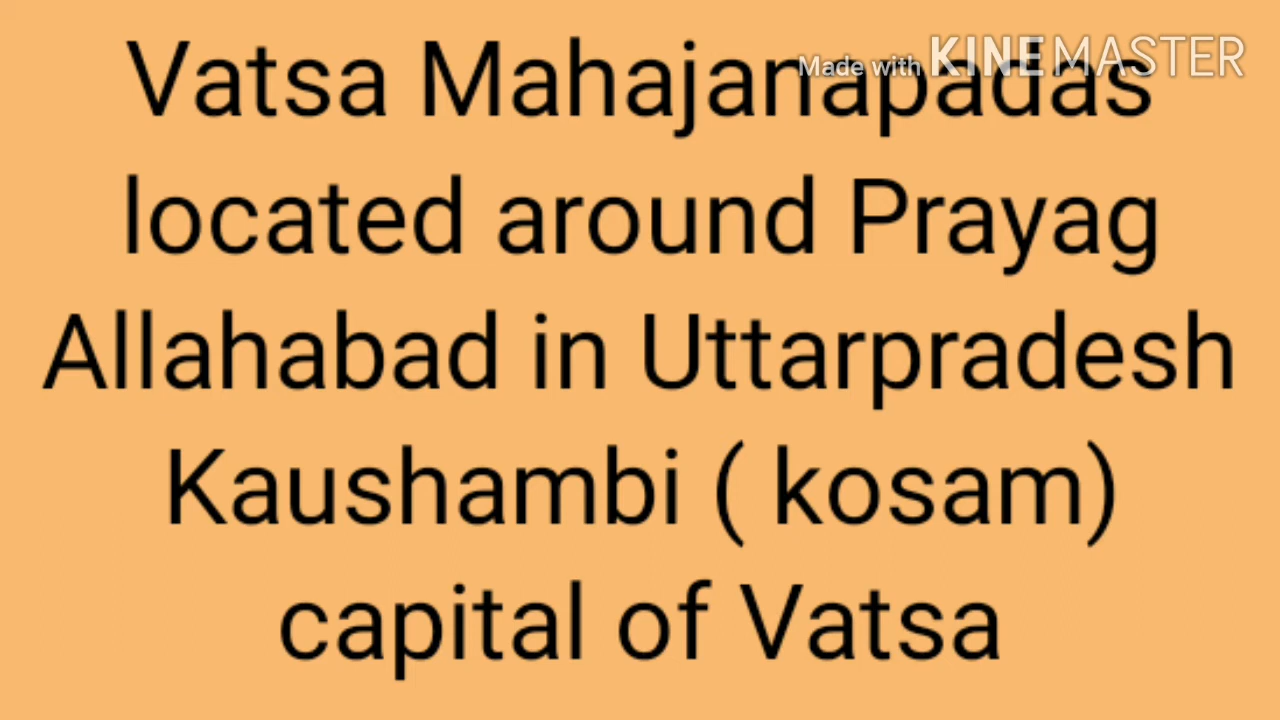 Made with KINEMASTER
Vatsa Mahajanapadas
located around Prayag
Allahabad in Uttarpradesh
Kaushambi ( kosam)
capital of Vatsa